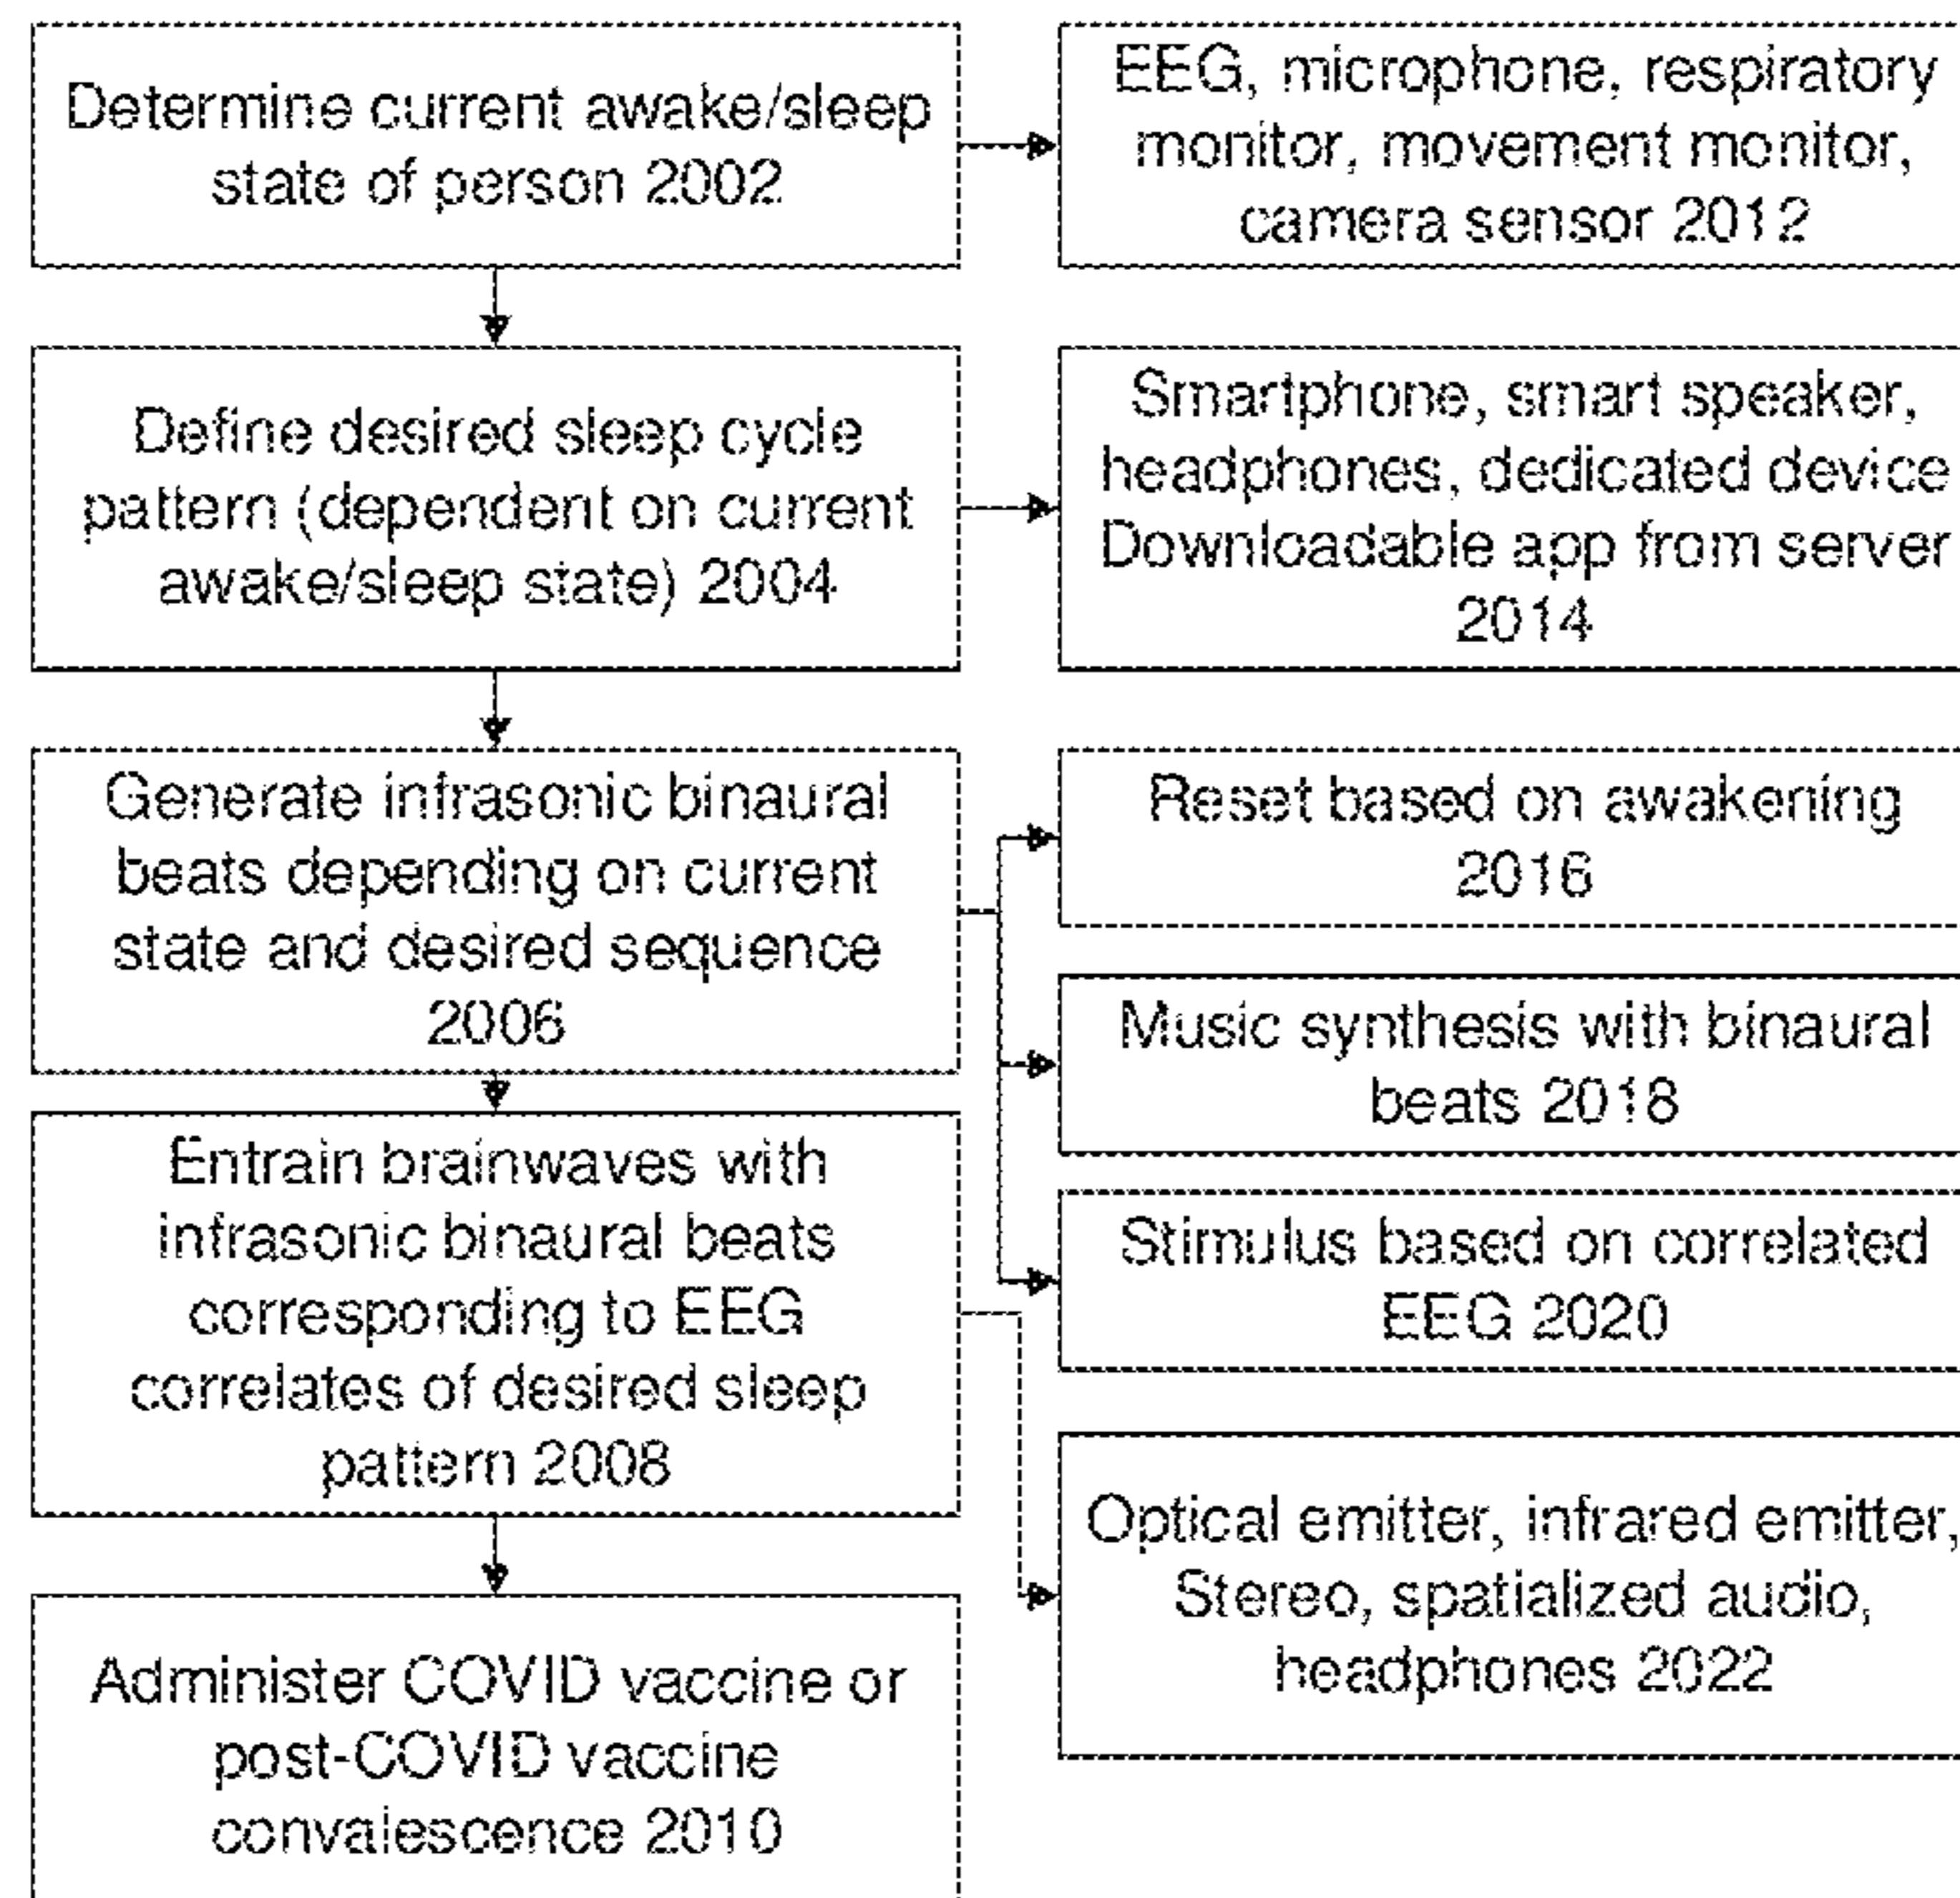 Determine current awake/sleep
state of person 2002
EEG, microphone, respiratory
monitor, movement monitor,
camera sensor 2012
Define desired sleep cycle
pattern (dependent on current
awake/sleep state) 2004
Smartphone, smart speaker,
headphones, dedicated device
Downloadable app from server
2014
Generate infrasonic binaural
beats depending on current
state and desired sequence
2006
Reset based on awakening
2016
Music synthesis with binaural
beats 2018
Stimulus based on correlated
EEG 2020
Entrain brainwaves with
infrasonic binaural beats
corresponding to EEG
correlates of desired sleep
pattern 2008
Optical emitter, infrared emitter,
Stereo, spatialized audio,
headphones 2022
Administer COVID vaccine or
post-COVID vaccine
convalescence 2010